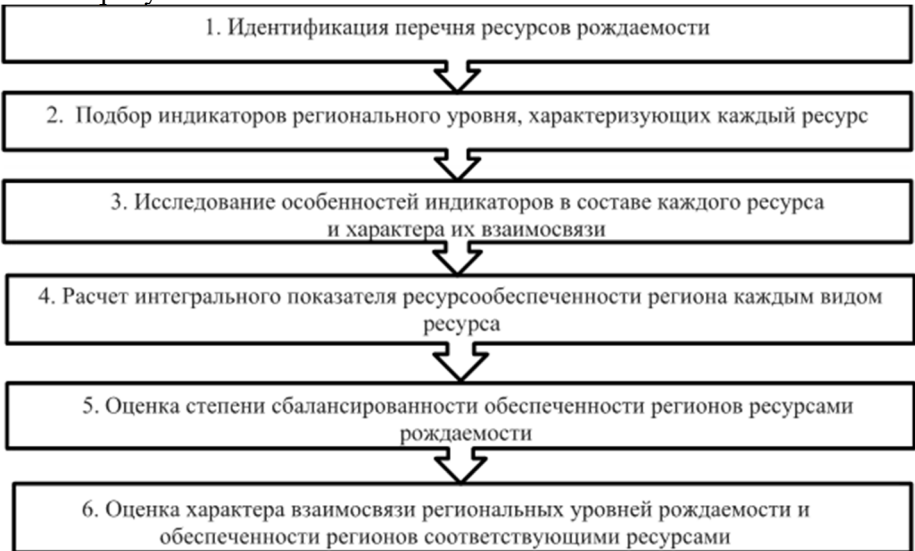 1. Идентификация перечня ресурсов рождаемости
2. Подбор индикаторов регионального уровня, характеризующих каждый ресурс
3. Исследование особенностей индикаторов в составе каждого ресурса
и характера их взаимосвязи
4. Расчет интегрального показателя ресурсообеспеченности региона каждым видом
ресурса
5. Оценка степени сбалансированности обеспеченности регионов ресурсами
рождаемости
6. Оценка характера взаимосвязи региональных уровней рождаемости и
обеспеченности регионов соответствующими ресурсами